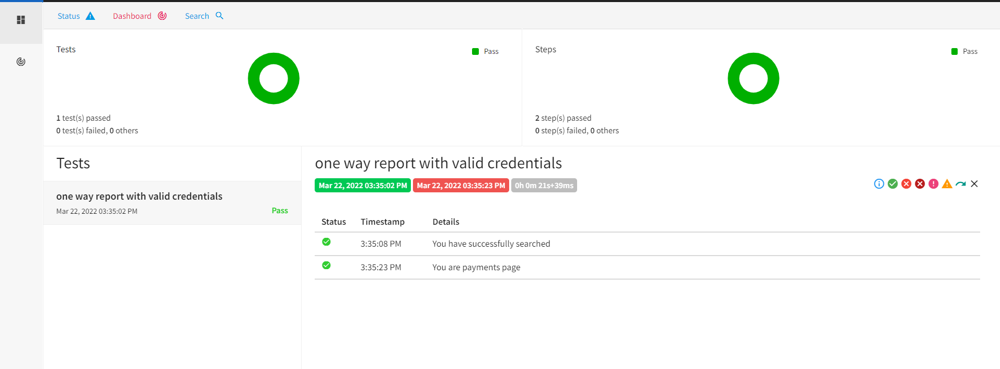 Status Dashboard Search
Tests
Pass
1 test(s) passed
0 test(s) failed, 0 others
Steps
Pass
2 step(s) passed
0 step(s) failed, 0 others
Tests
one way report with valid credentials
Mar 22, 2022 03:35:02 PM
Pass
one way report with valid credentials
Mar 22, 2022 03:35:02 PM Mar 22, 2022 03:35:23 PM 0h 0m 21s+39ms
Status Timestamp Details
3:35:08 PM You have successfully searched
3:35:23 PM You are payments page